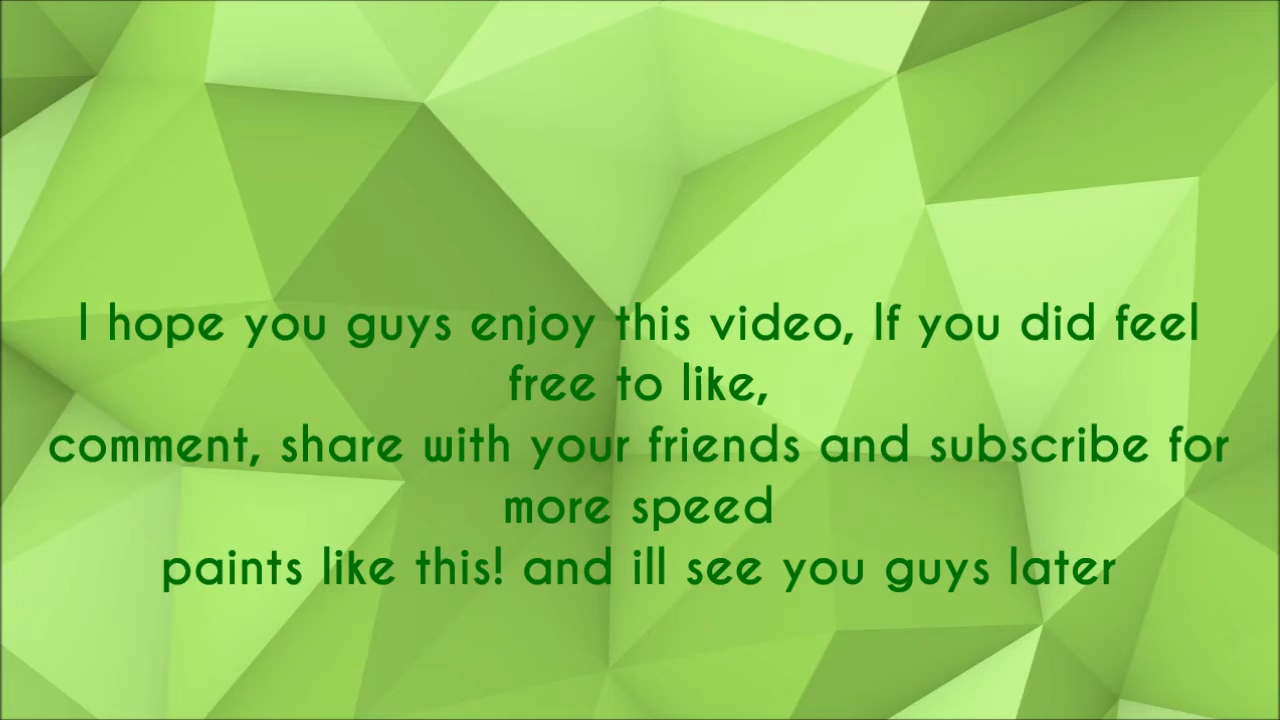 I hope you guys enjoy this video, If you did feel
free to like,
comment, share with your friends and subscribe for
more speed
paints like this! and ill see you guys later